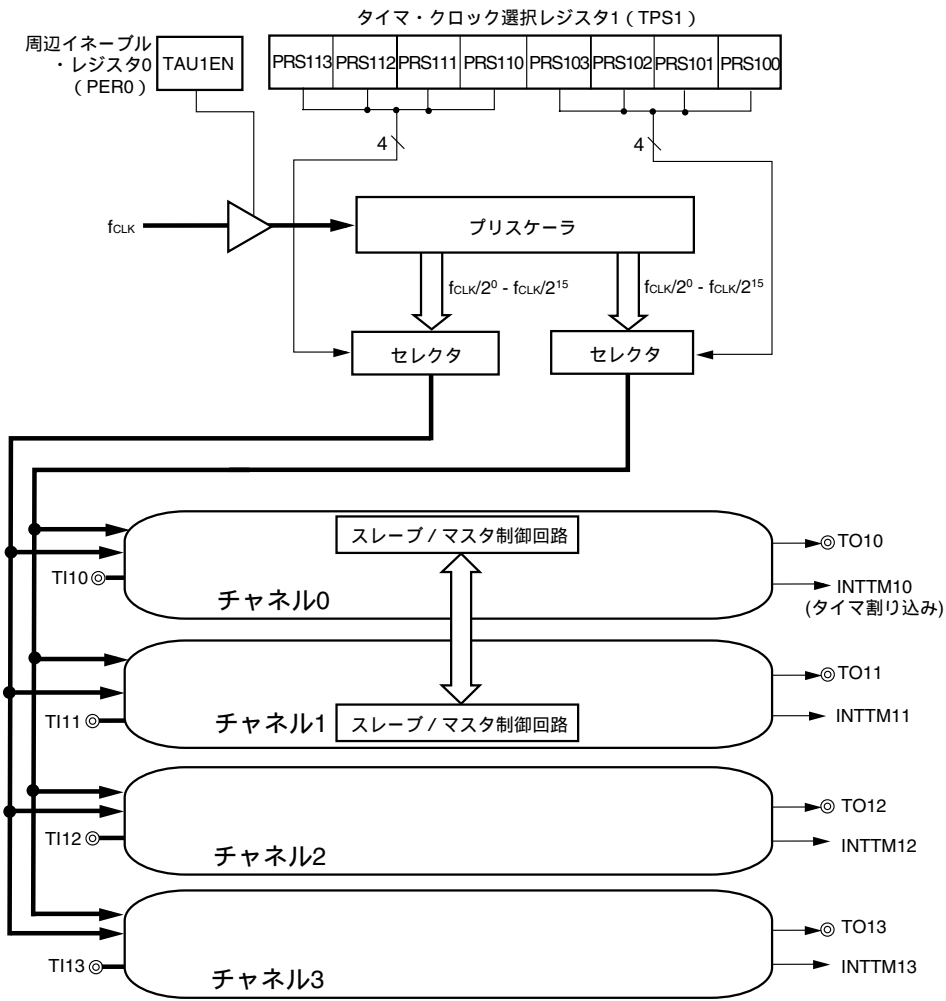 タイマ・クロック選択レジスタ1(TPS1)
周辺イネーブル
・レジスタ0
(PER0)
TAU1EN
PRS113 PRS112 PRS111 PRS110 PRS103 PRS102 PRS101 PRS100
4
4
fCLK
プリスケーラ
fCLK/2⁰ - fCLK/2¹⁵
fCLK/2⁰ - fCLK/2¹⁵
セレクタ
セレクタ
スレーブ/マスタ制御回路
TO10
TI10
チャネル0
INTTM10
(タイマ割り込み)
TO11
TI11
チャネル1
スレーブ/マスタ制御回路
INTTM11
TO12
TI12
チャネル2
INTTM12
TO13
TI13
チャネル3
INTTM13